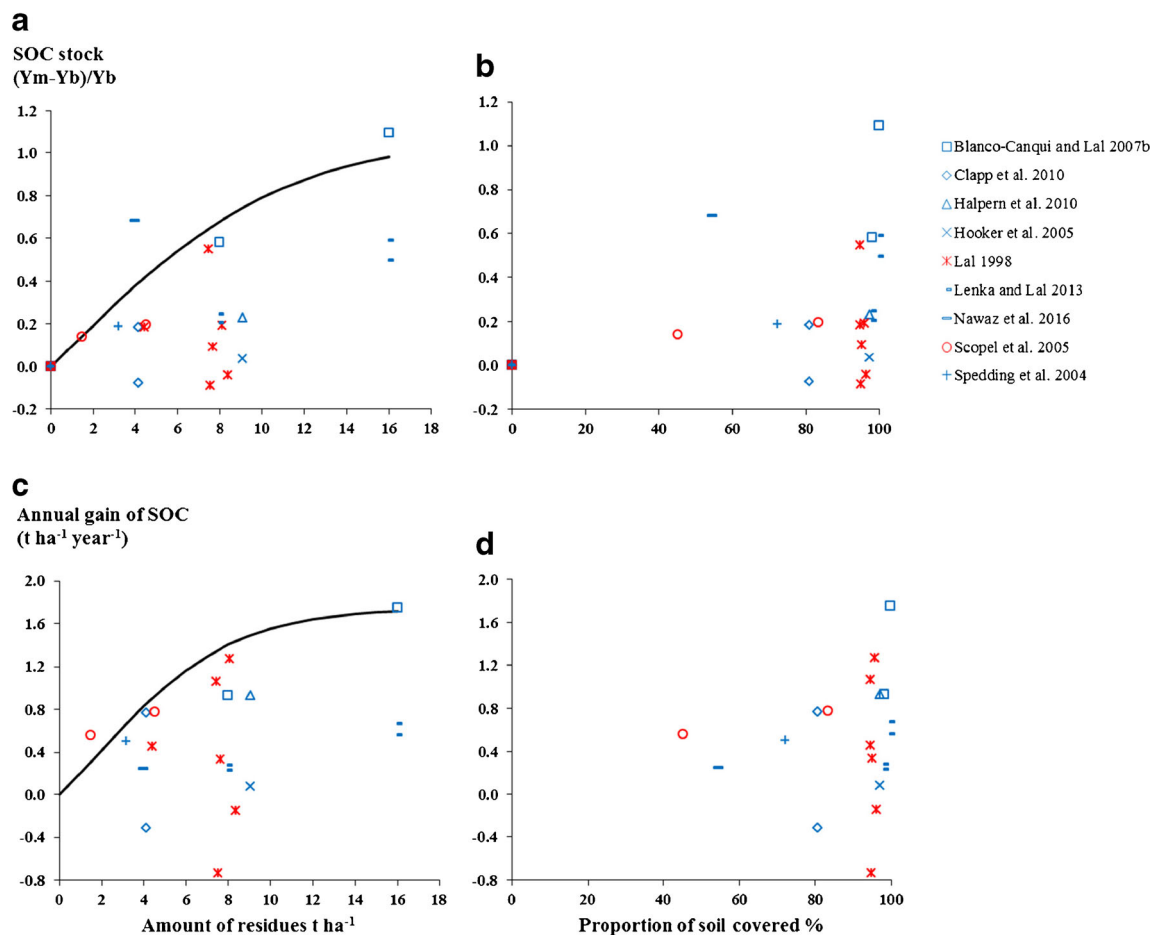 a
SOC stock
(Ym-Yb)/Yb
1.2
1.0
0.8
0.6
0.4
0.2
0.0
-0.2
0 2 4 6 8 10 12 14 16 18
b
1.2
1.0
0.8
0.6
0.4
0.2
0.0
-0.2
0 20 40 60 80 100
Blanco-Canqui and Lal 2007b
Clapp et al. 2010
Halpern et al. 2010
Hooker et al. 2005
Lal 1998
Lenka and Lal 2013
Nawaz et al. 2016
Scopel et al. 2005
Spedding et al. 2004
c
Annual gain of SOC
(t ha⁻¹ year⁻¹)
2.0
1.6
1.2
0.8
0.4
0.0
-0.4
-0.8
0 2 4 6 8 10 12 14 16 18
Amount of residues t ha⁻¹
d
2.0
1.6
1.2
0.8
0.4
0.0
-0.4
-0.8
0 20 40 60 80 100
Proportion of soil covered %